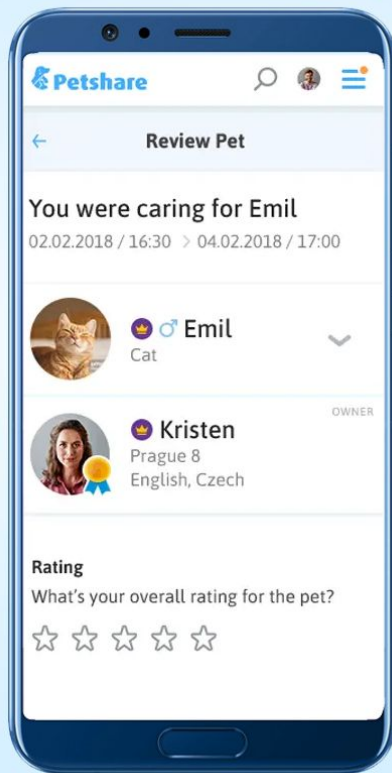 Petshare
Review Pet
You were caring for Emil
02.02.2018 / 16:30 > 04.02.2018 / 17:00
Emil
Cat
OWNER
Kristen
Prague 8
English, Czech
Rating
What's your overall rating for the pet?